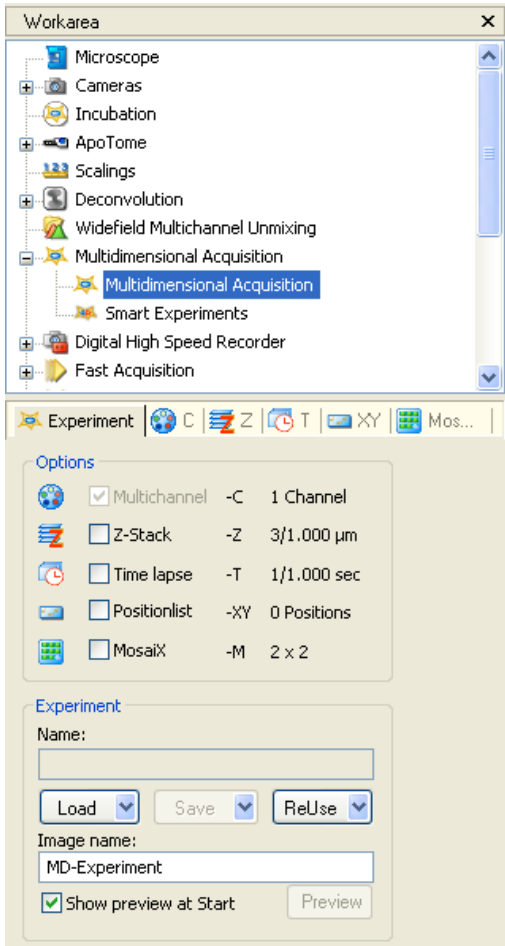 Workarea
Microscope
Cameras
Incubation
ApoTome
1 2 3 Scalings
Deconvolution
Widefield Multichannel Unmixing
Multidimensional Acquisition
Multidimensional Acquisition
Smart Experiments
Digital High Speed Recorder
Fast Acquisition
Experiment C Z Z T XY Mos...
Options
Multichannel -C 1 Channel
Z Z-Stack -Z 3/1.000 µm
Time lapse -T 1/1.000 sec
Positionlist -XY 0 Positions
MosaiX -M 2 x 2
Experiment
Name:
Load Save ReUse
Image name:
MD-Experiment
Show preview at Start Preview